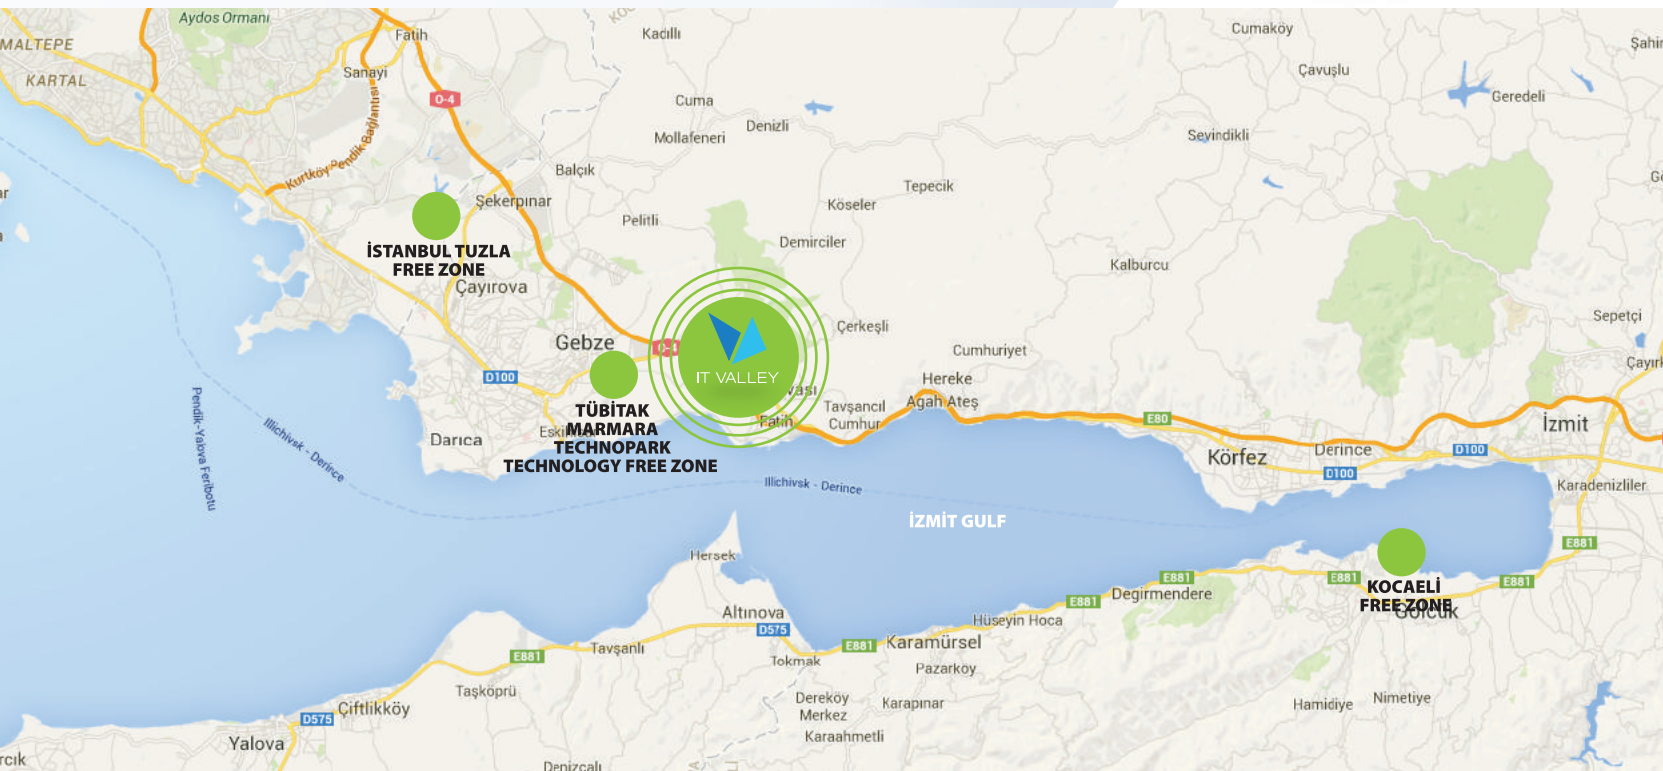 Aydos Ormanı
Fatih
MALTEPE
KARTAL
Sanayi
Kadıllı
Cumaköy
Çavuşlu
Geredeli
O-4
Cuma
Denizli
Mollafeneri
Sevindikli
Kurtköy Pendik Bağlantısı
Balçık
Tepecik
Şekerpınar
Köseler
Pelitli
Demirciler
İSTANBUL TUZLA
FREE ZONE
Kalburcu
Çayırova
Sepetçi
Çerkeşli
Gebze
Cumhuriyet
IT VALLEY
D100
Hereke
Agah Ateş
Tavşancıl
Cumhur
Fatih
TÜBİTAK
MARMARA
TECHNOPARK
TECHNOLOGY FREE ZONE
E80
İzmit
Darıca
Derince
D100
Körfez
D100
Karadenizliler
Pendik-Yalova Feribotu
Illichivsk - Derince
Illichivsk - Derince
İZMİT GULF
Hersek
E881
KOCAELİ
FREE ZONE
Gölcük
E881
E881
E881
E881
Degirmendere
Altınova
D575
Hüseyin Hoca
E881
Karamürsel
E881
Tavşanlı
Tokmak
Pazarköy
Taşköprü
Dereköy
Merkez
Karapınar
Hamidiye
Nimetiye
D575
Çiftlikköy
Karaahmetli
Yalova
Denizçalı